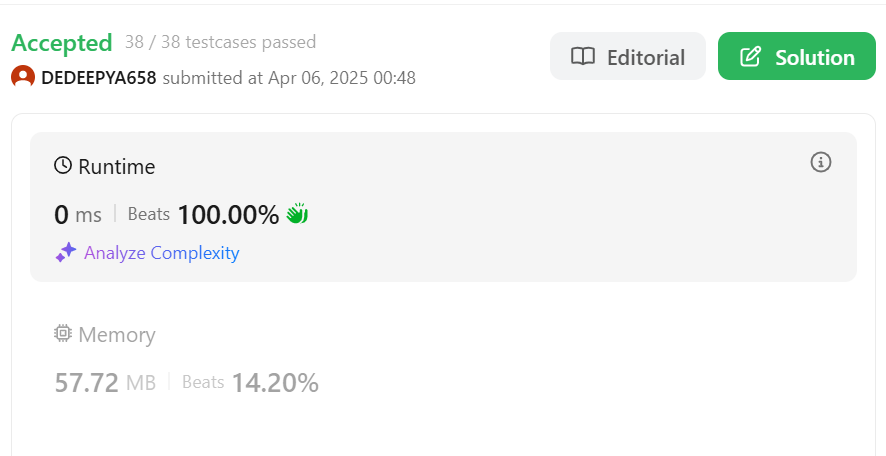 Accepted 38 / 38 testcases passed
DEDEEPYA658 submitted at Apr 06, 2025 00:48
Editorial
Solution
Runtime
0 ms Beats 100.00%
Analyze Complexity
Memory
57.72 MB Beats 14.20%